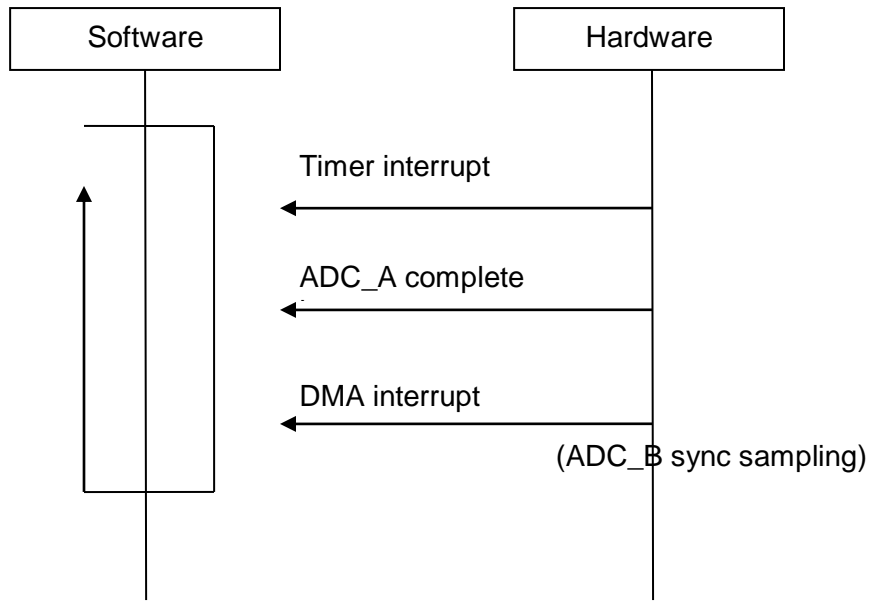 Software
Hardware
Timer interrupt
ADC_A complete
DMA interrupt
(ADC_B sync sampling)